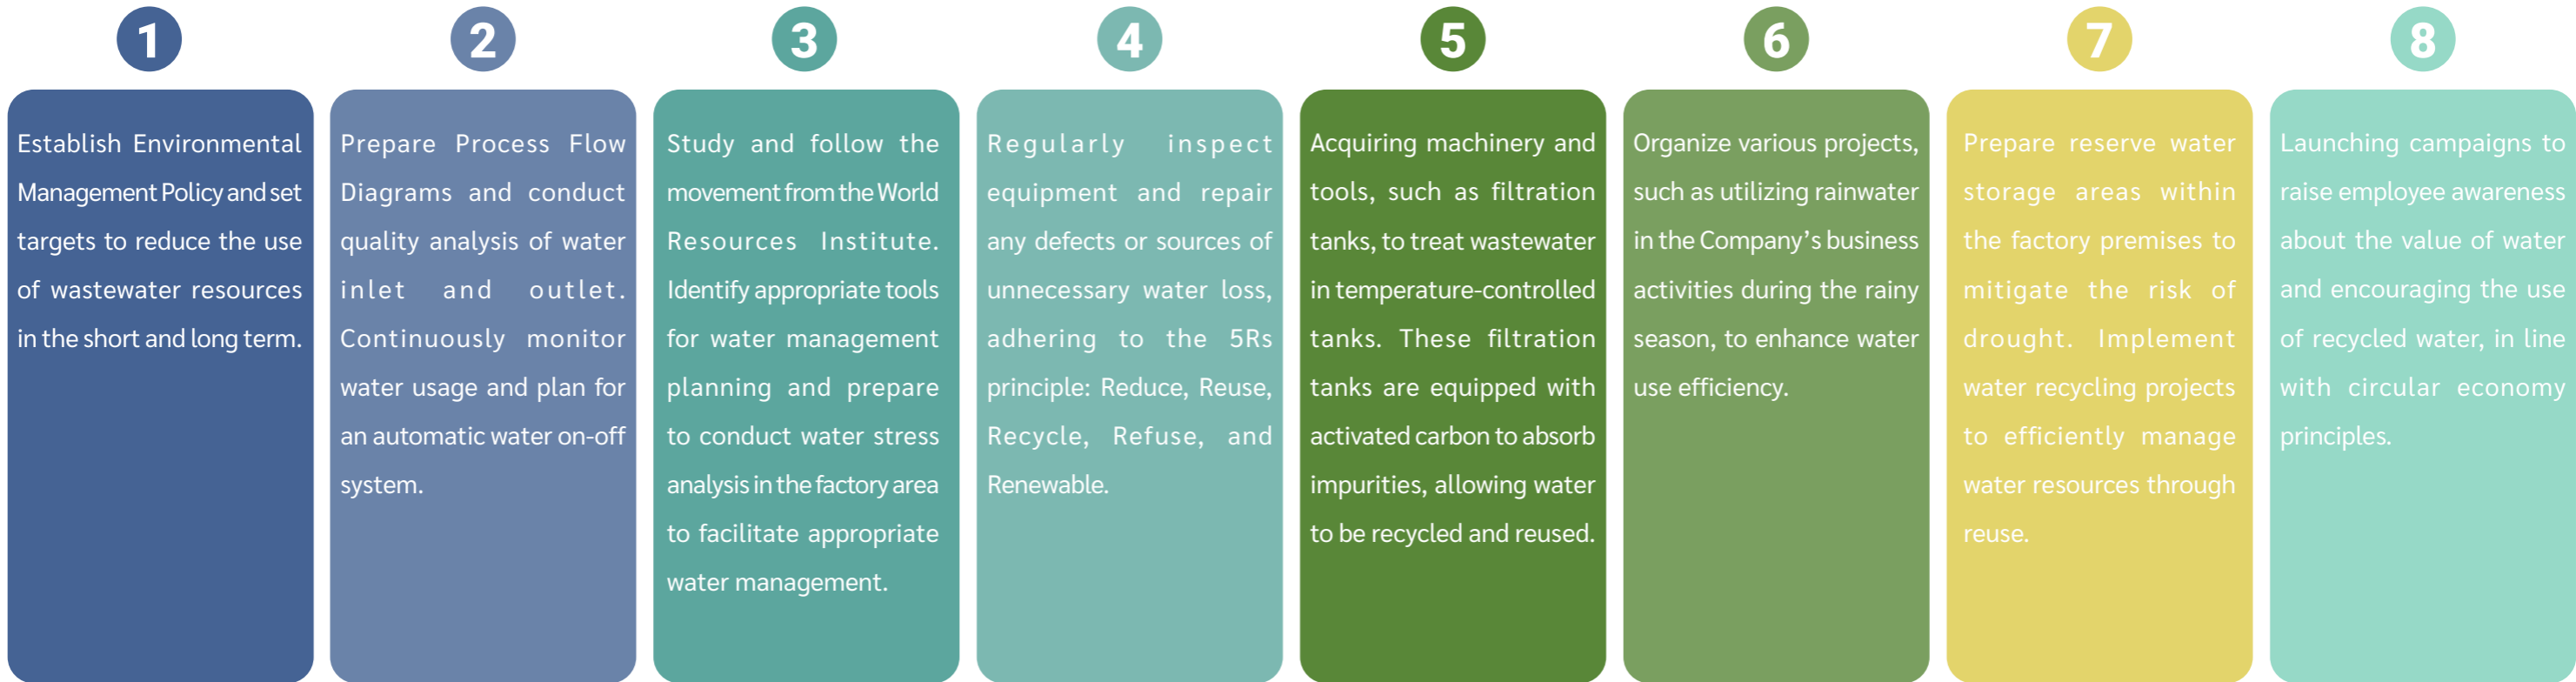 1
Establish Environmental
Management Policy and set
targets to reduce the use
of wastewater resources
in the short and long term.
2
Prepare Process Flow
Diagrams and conduct
quality analysis of water
inlet and outlet.
Continuously monitor
water usage and plan for
an automatic water on-off
system.
3
Study and follow the
movement from the World
Resources Institute.
Identify appropriate tools
for water management
planning and prepare
to conduct water stress
analysis in the factory area
to facilitate appropriate
water management.
4
Regularly inspect
equipment and repair
any defects or sources of
unnecessary water loss,
adhering to the 5Rs
principle: Reduce, Reuse,
Recycle, Refuse, and
Renewable.
5
Acquiring machinery and
tools, such as filtration
tanks, to treat wastewater
in temperature-controlled
tanks. These filtration
tanks are equipped with
activated carbon to absorb
impurities, allowing water
to be recycled and reused.
6
Organize various projects,
such as utilizing rainwater
in the Company's business
activities during the rainy
season, to enhance water
use efficiency.
7
Prepare reserve water
storage areas within
the factory premises to
mitigate the risk of
drought. Implement
water recycling projects
to efficiently manage
water resources through
reuse.
8
Launching campaigns to
raise employee awareness
about the value of water
and encouraging the use
of recycled water, in line
with circular economy
principles.